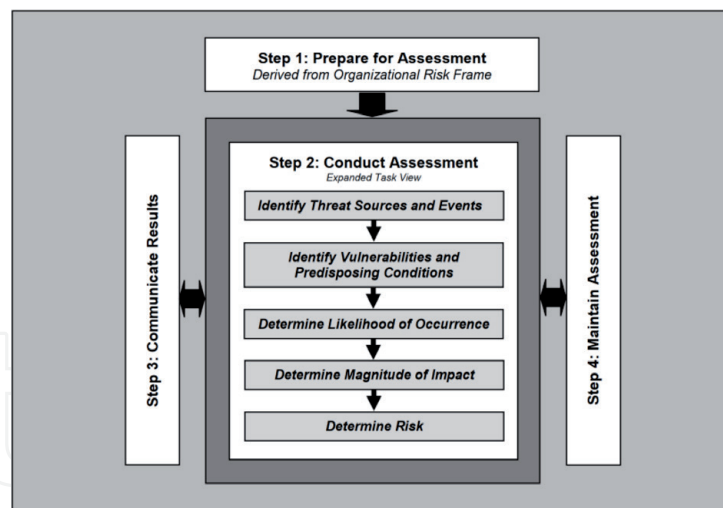 Step 1: Prepare for Assessment
Derived from Organizational Risk Frame
Step 2: Conduct Assessment
Expanded Task View
Identify Threat Sources and Events
Identify Vulnerabilities and
Predisposing Conditions
Determine Likelihood of Occurrence
Determine Magnitude of Impact
Determine Risk
Step 3: Communicate Results
Step 4: Maintain Assessment